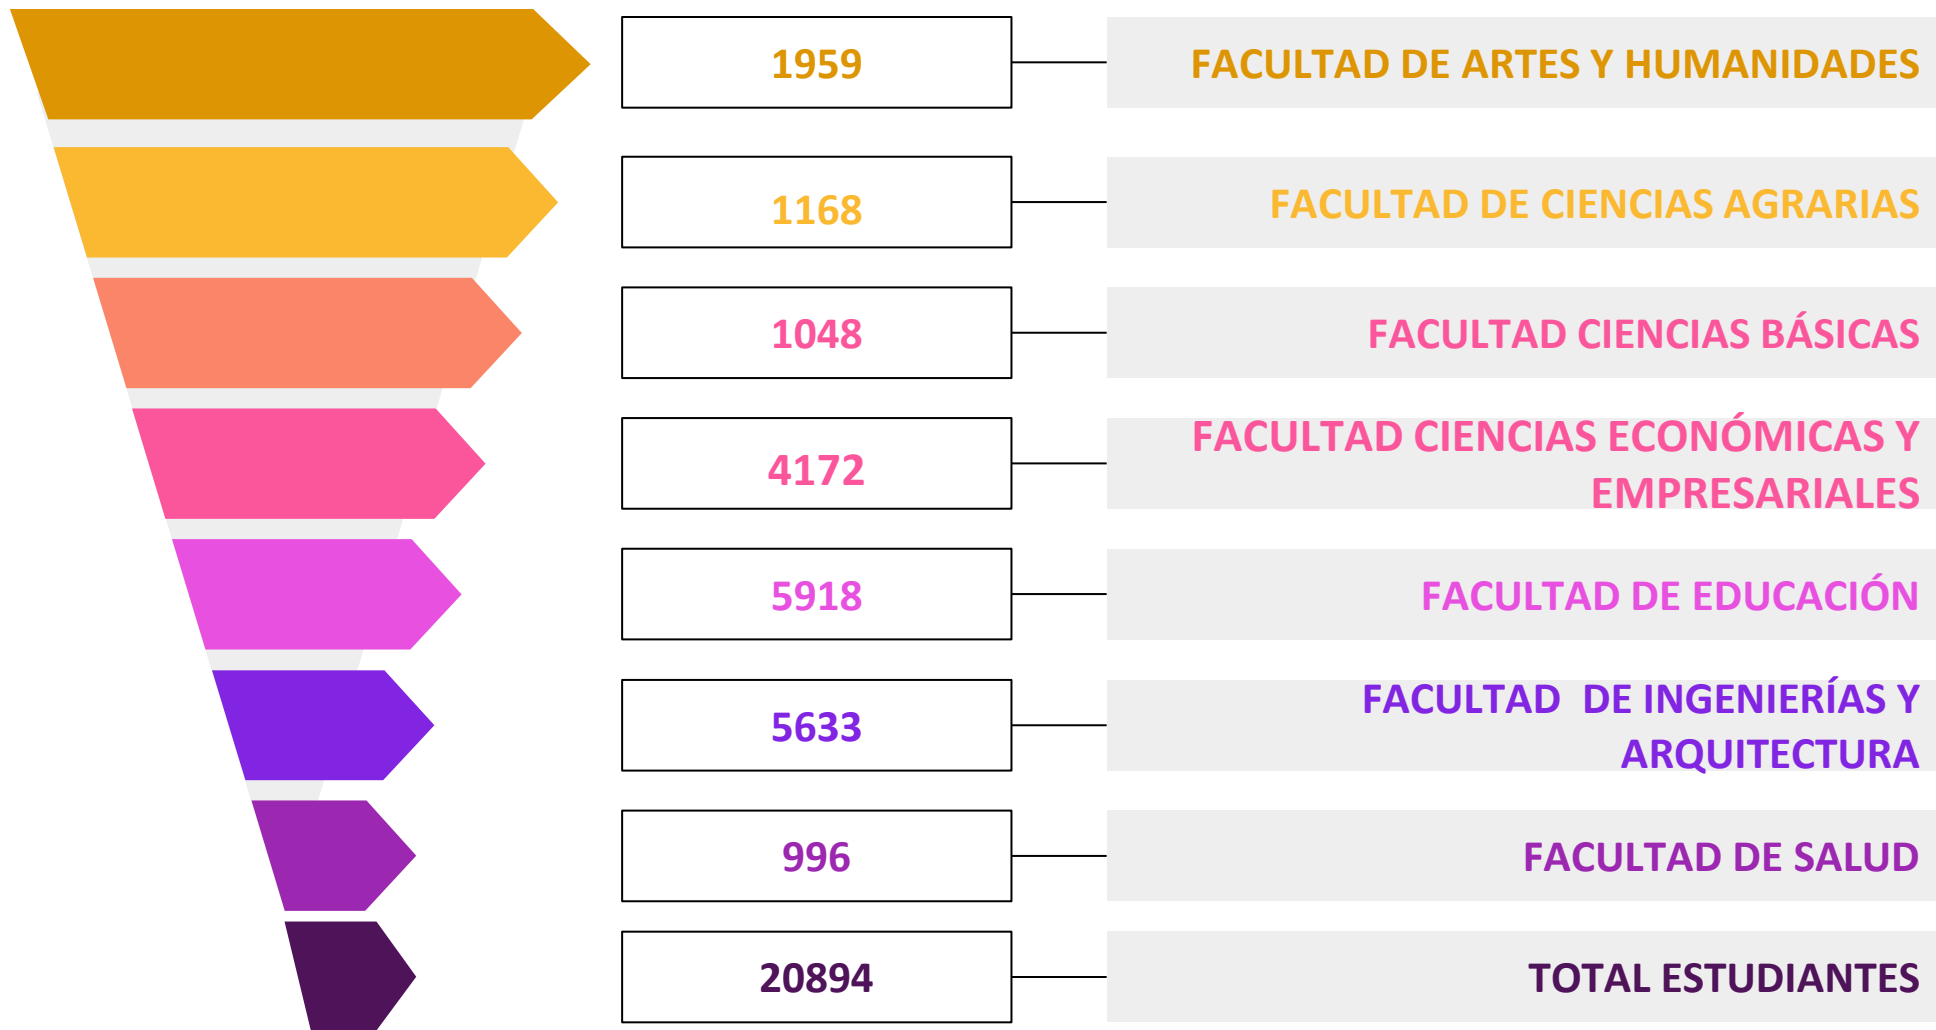 1959
FACULTAD DE ARTES Y HUMANIDADES
1168
FACULTAD DE CIENCIAS AGRARIAS
1048
FACULTAD CIENCIAS BÁSICAS
4172
FACULTAD CIENCIAS ECONÓMICAS Y
EMPRESARIALES
5918
FACULTAD DE EDUCACIÓN
5633
FACULTAD  DE INGENIERÍAS Y
ARQUITECTURA
996
FACULTAD DE SALUD
20894
TOTAL ESTUDIANTES